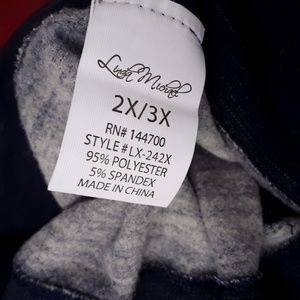 Linda Michael
2X/3X
RN# 144700
STYLE #LX-242X
95% POLYESTER
5% SPANDEX
MADE IN CHINA